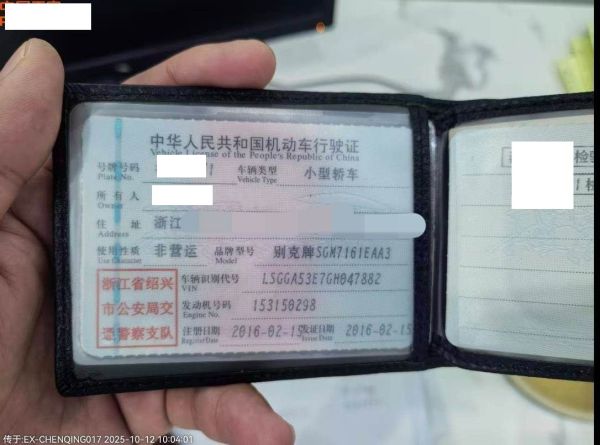 中华人民共和国机动车行驶证
Vehicle License of the People's Republic of China
号牌号码 1 车辆类型 小型轿车
Plate No. Vehicle Type
所有人
Owner
住址 浙江
Address
使用性质 非营运 品牌型号 别克牌SGM7161EAA3
Use Character Model
浙江省绍兴
市公安局交
通警察支队
车辆识别代号 LSGGA53E7GH047882
VIN
发动机号码 153150298
Engine No.
注册日期 2016-02-15 发证日期 2016-02-15
Register Date Issue Date
检
1 检
传于:EX-CHENQING017 2025-10-12 10:04:01